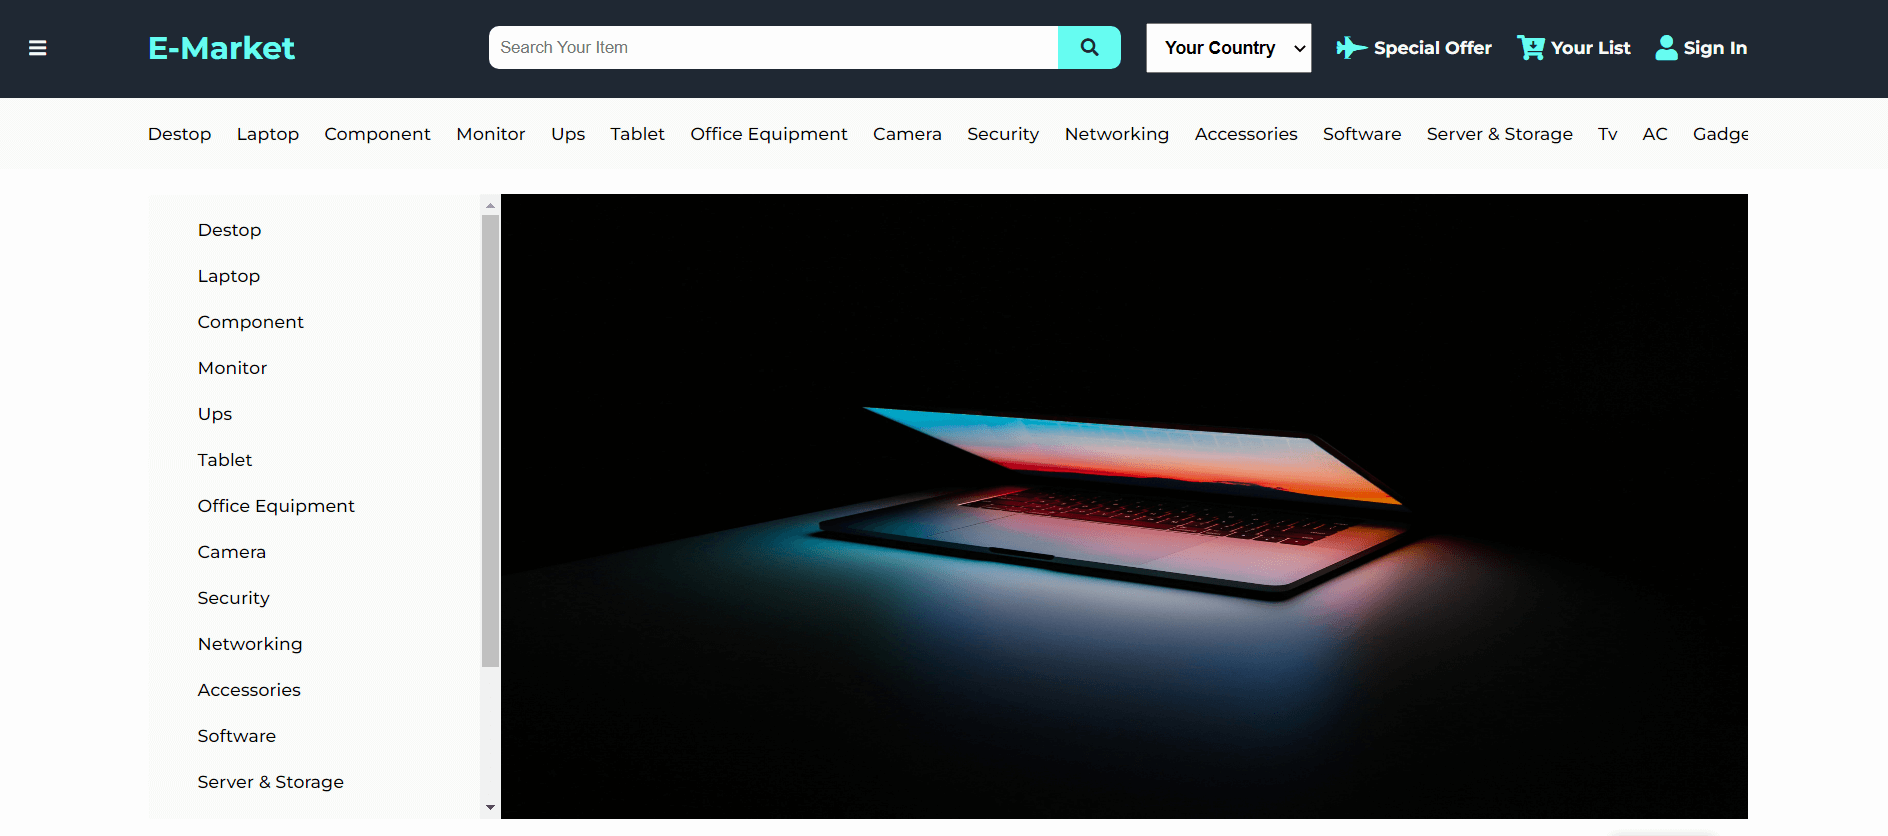 E-Market
Search Your Item
Your Country
Special Offer
Your List
Sign In
Destop Laptop Component Monitor Ups Tablet Office Equipment Camera Security Networking Accessories Software Server & Storage Tv AC Gadge
Destop
Laptop
Component
Monitor
Ups
Tablet
Office Equipment
Camera
Security
Networking
Accessories
Software
Server & Storage